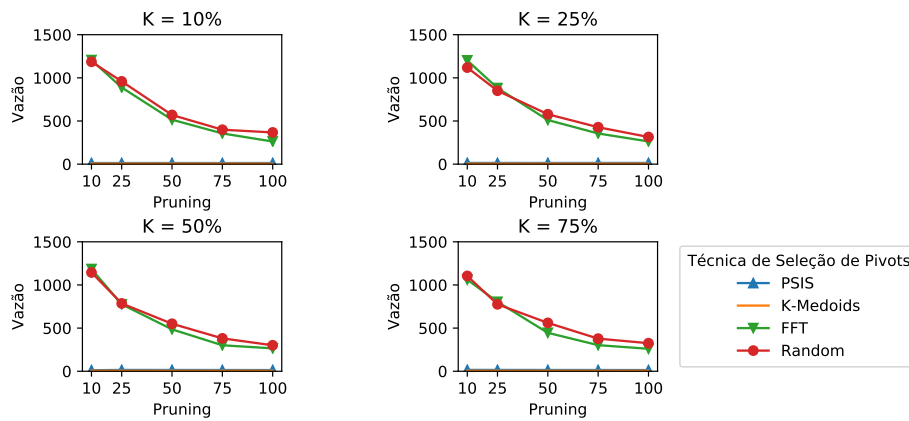 K = 10%
1500
1000
500
0
Vazão
10 25 50 75 100
Pruning
K = 25%
1500
1000
500
0
Vazão
10 25 50 75 100
Pruning
K = 50%
1500
1000
500
0
Vazão
10 25 50 75 100
Pruning
K = 75%
1500
1000
500
0
Vazão
10 25 50 75 100
Pruning
Técnica de Seleção de Pivots
PSIS
K-Medoids
FFT
Random